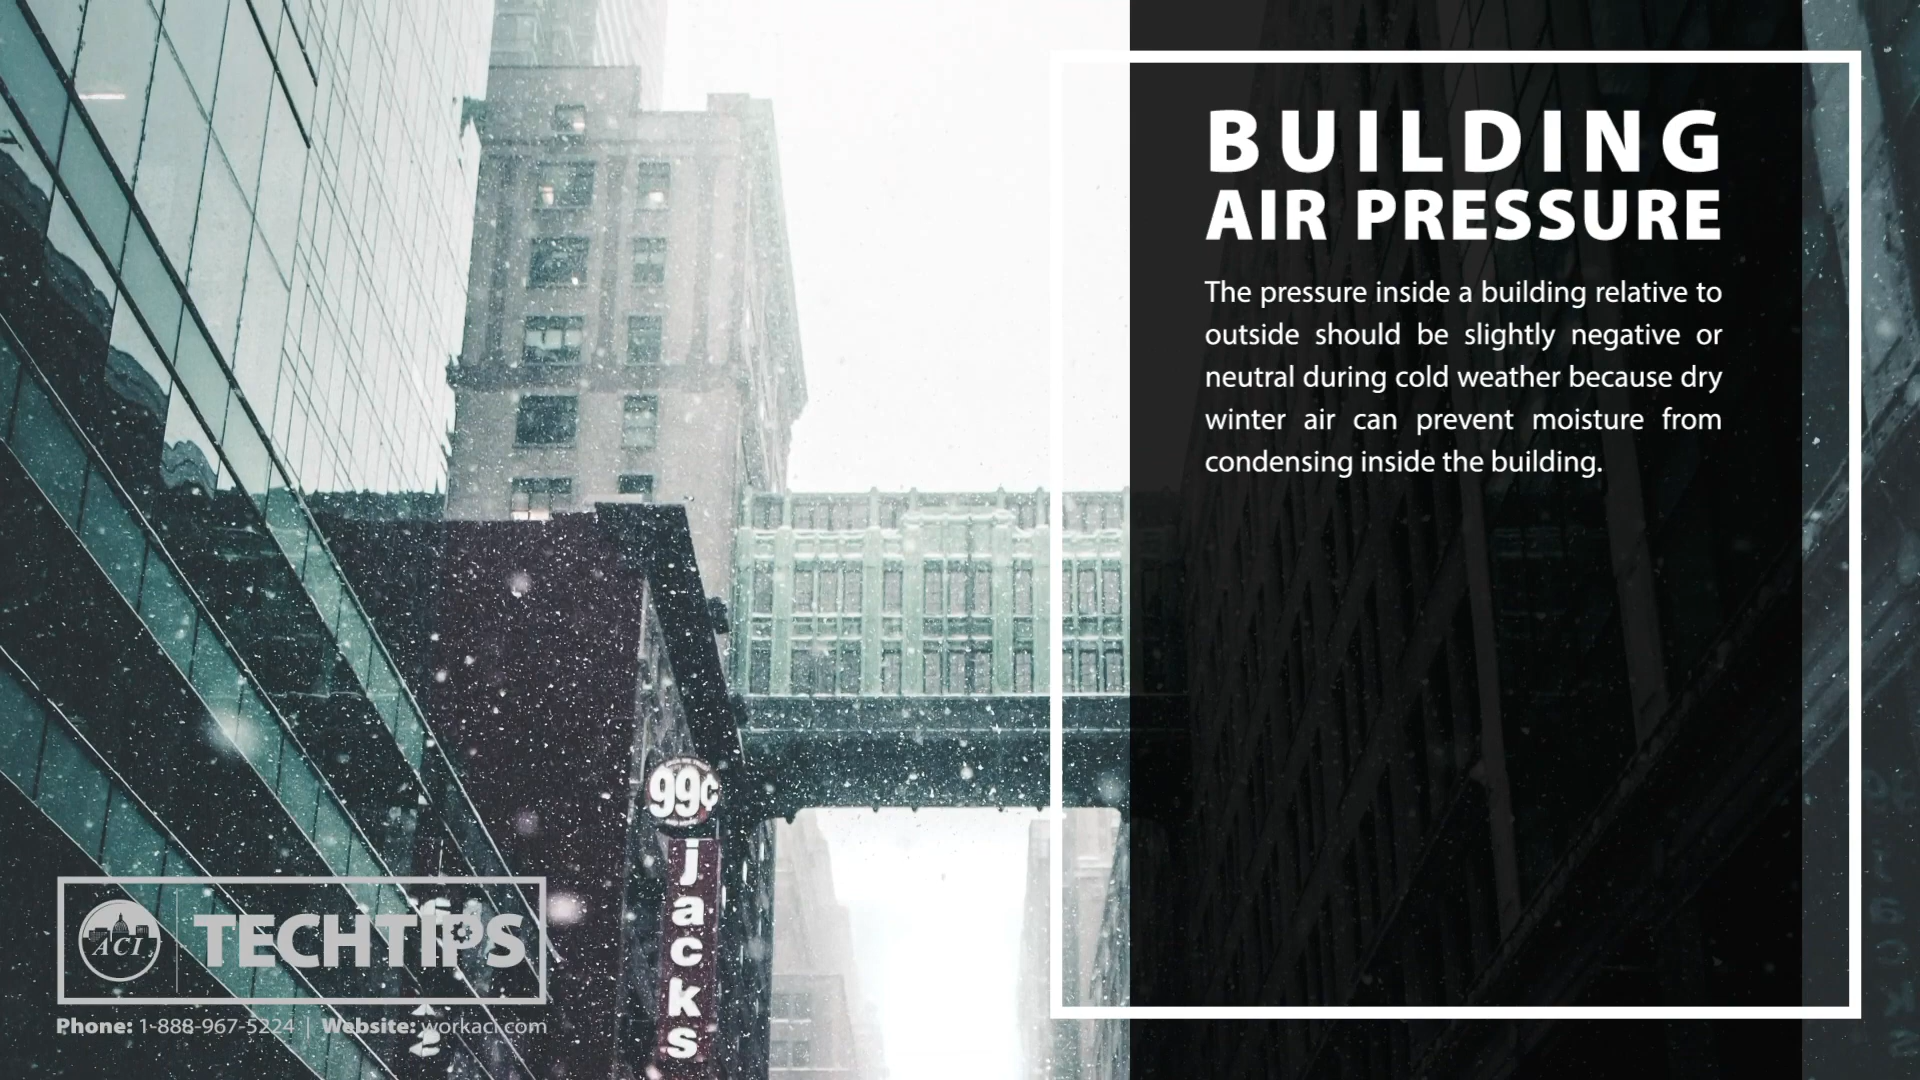 BUILDING
AIR PRESSURE
The pressure inside a building relative to
outside should be slightly negative or
neutral during cold weather because dry
winter air can prevent moisture from
condensing inside the building.
99¢
jacks
ACI
TECHTIPS
Phone: 1-888-967-5224 | Website: workaci.com